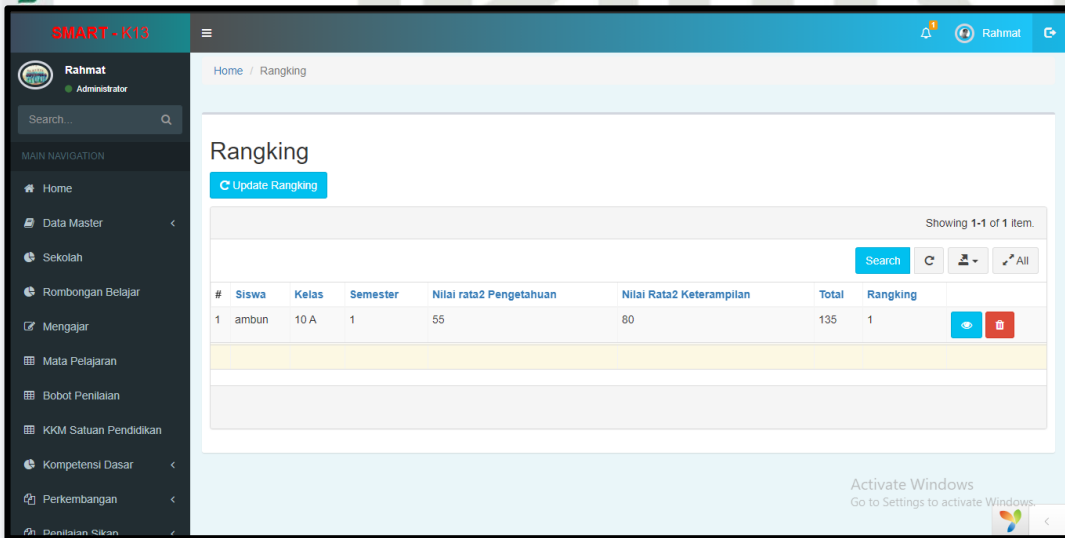 SMART - K13
1
Rahmat
Rahmat
Administrator
Home / Rangking
Search...
MAIN NAVIGATION
Home
Data Master
Sekolah
Rombongan Belajar
Mengajar
Mata Pelajaran
Bobot Penilaian
KKM Satuan Pendidikan
Kompetensi Dasar
Perkembangan
Penilaian Sikap
Rangking
Update Rangking
Showing 1-1 of 1 item.
Search All
# Siswa Kelas Semester Nilai rata2 Pengetahuan Nilai Rata2 Keterampilan Total Rangking
1 ambun 10 A 1 55 80 135 1
Activate Windows
Go to Settings to activate Windows.